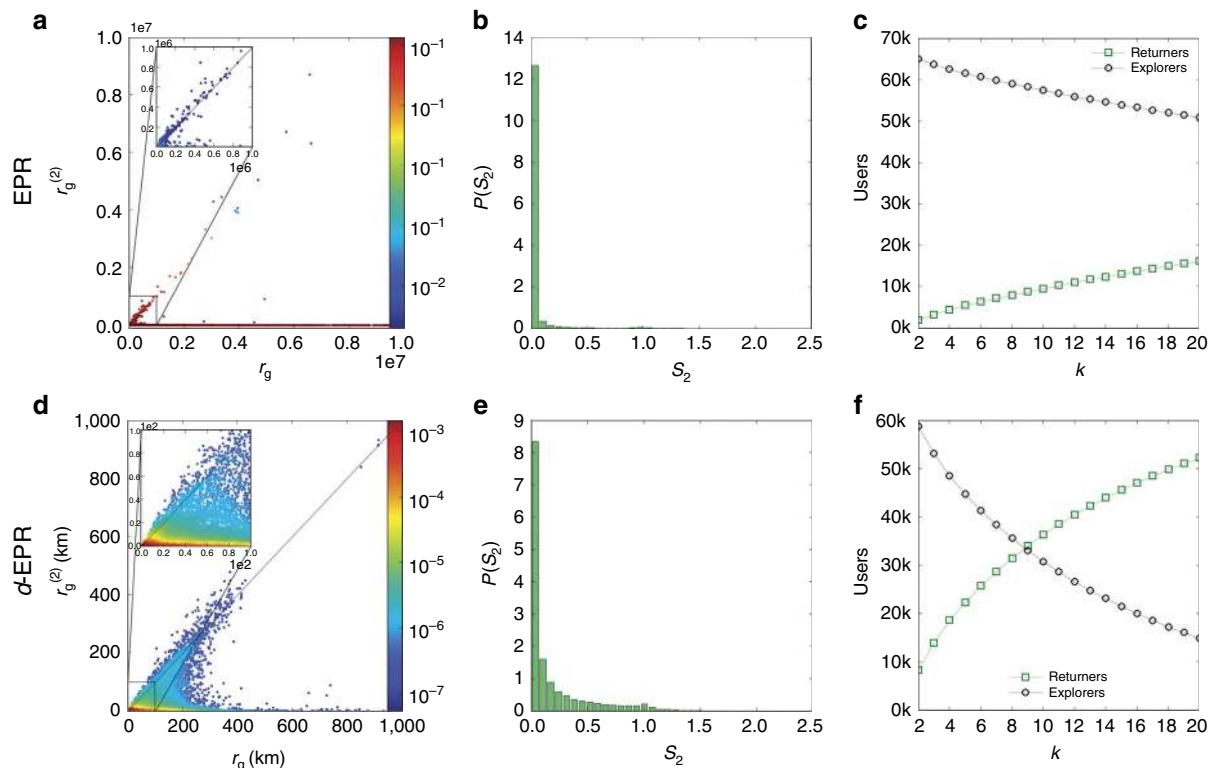 a
1e7
1.0
0.8
0.6
0.4
0.2
0.0
EPR
r_g^(2)
1e6
1.0
0.8
0.6
0.4
0.2
0.0 0.2 0.4 0.6 0.8 1.0
1e6
0.0 0.2 0.4 0.6 0.8 1.0
1e7
r_g
10^–1
10^–1
10^–1
10^–1
10^–1
10^–2
b
14
12
10
8
6
4
2
0
P(S_2)
0.0 0.5 1.0 1.5 2.0 2.5
S_2
c
70k
60k
50k
40k
30k
20k
10k
0k
Users
Returners
Explorers
2 4 6 8 10 12 14 16 18 20
k
d
1,000
800
600
400
200
0
d-EPR
r_g^(2) (km)
1e2
1.0
0.8
0.6
0.4
0.2
0.0
0.0 0.2 0.4 0.6 0.8 1.0
1e2
0 200 400 600 800 1,000
r_g (km)
10^–3
10^–4
10^–5
10^–6
10^–7
e
9
8
7
6
5
4
3
2
1
0
P(S_2)
0.0 0.5 1.0 1.5 2.0 2.5
S_2
f
60k
50k
40k
30k
20k
10k
0k
Users
Returners
Explorers
2 4 6 8 10 12 14 16 18 20
k